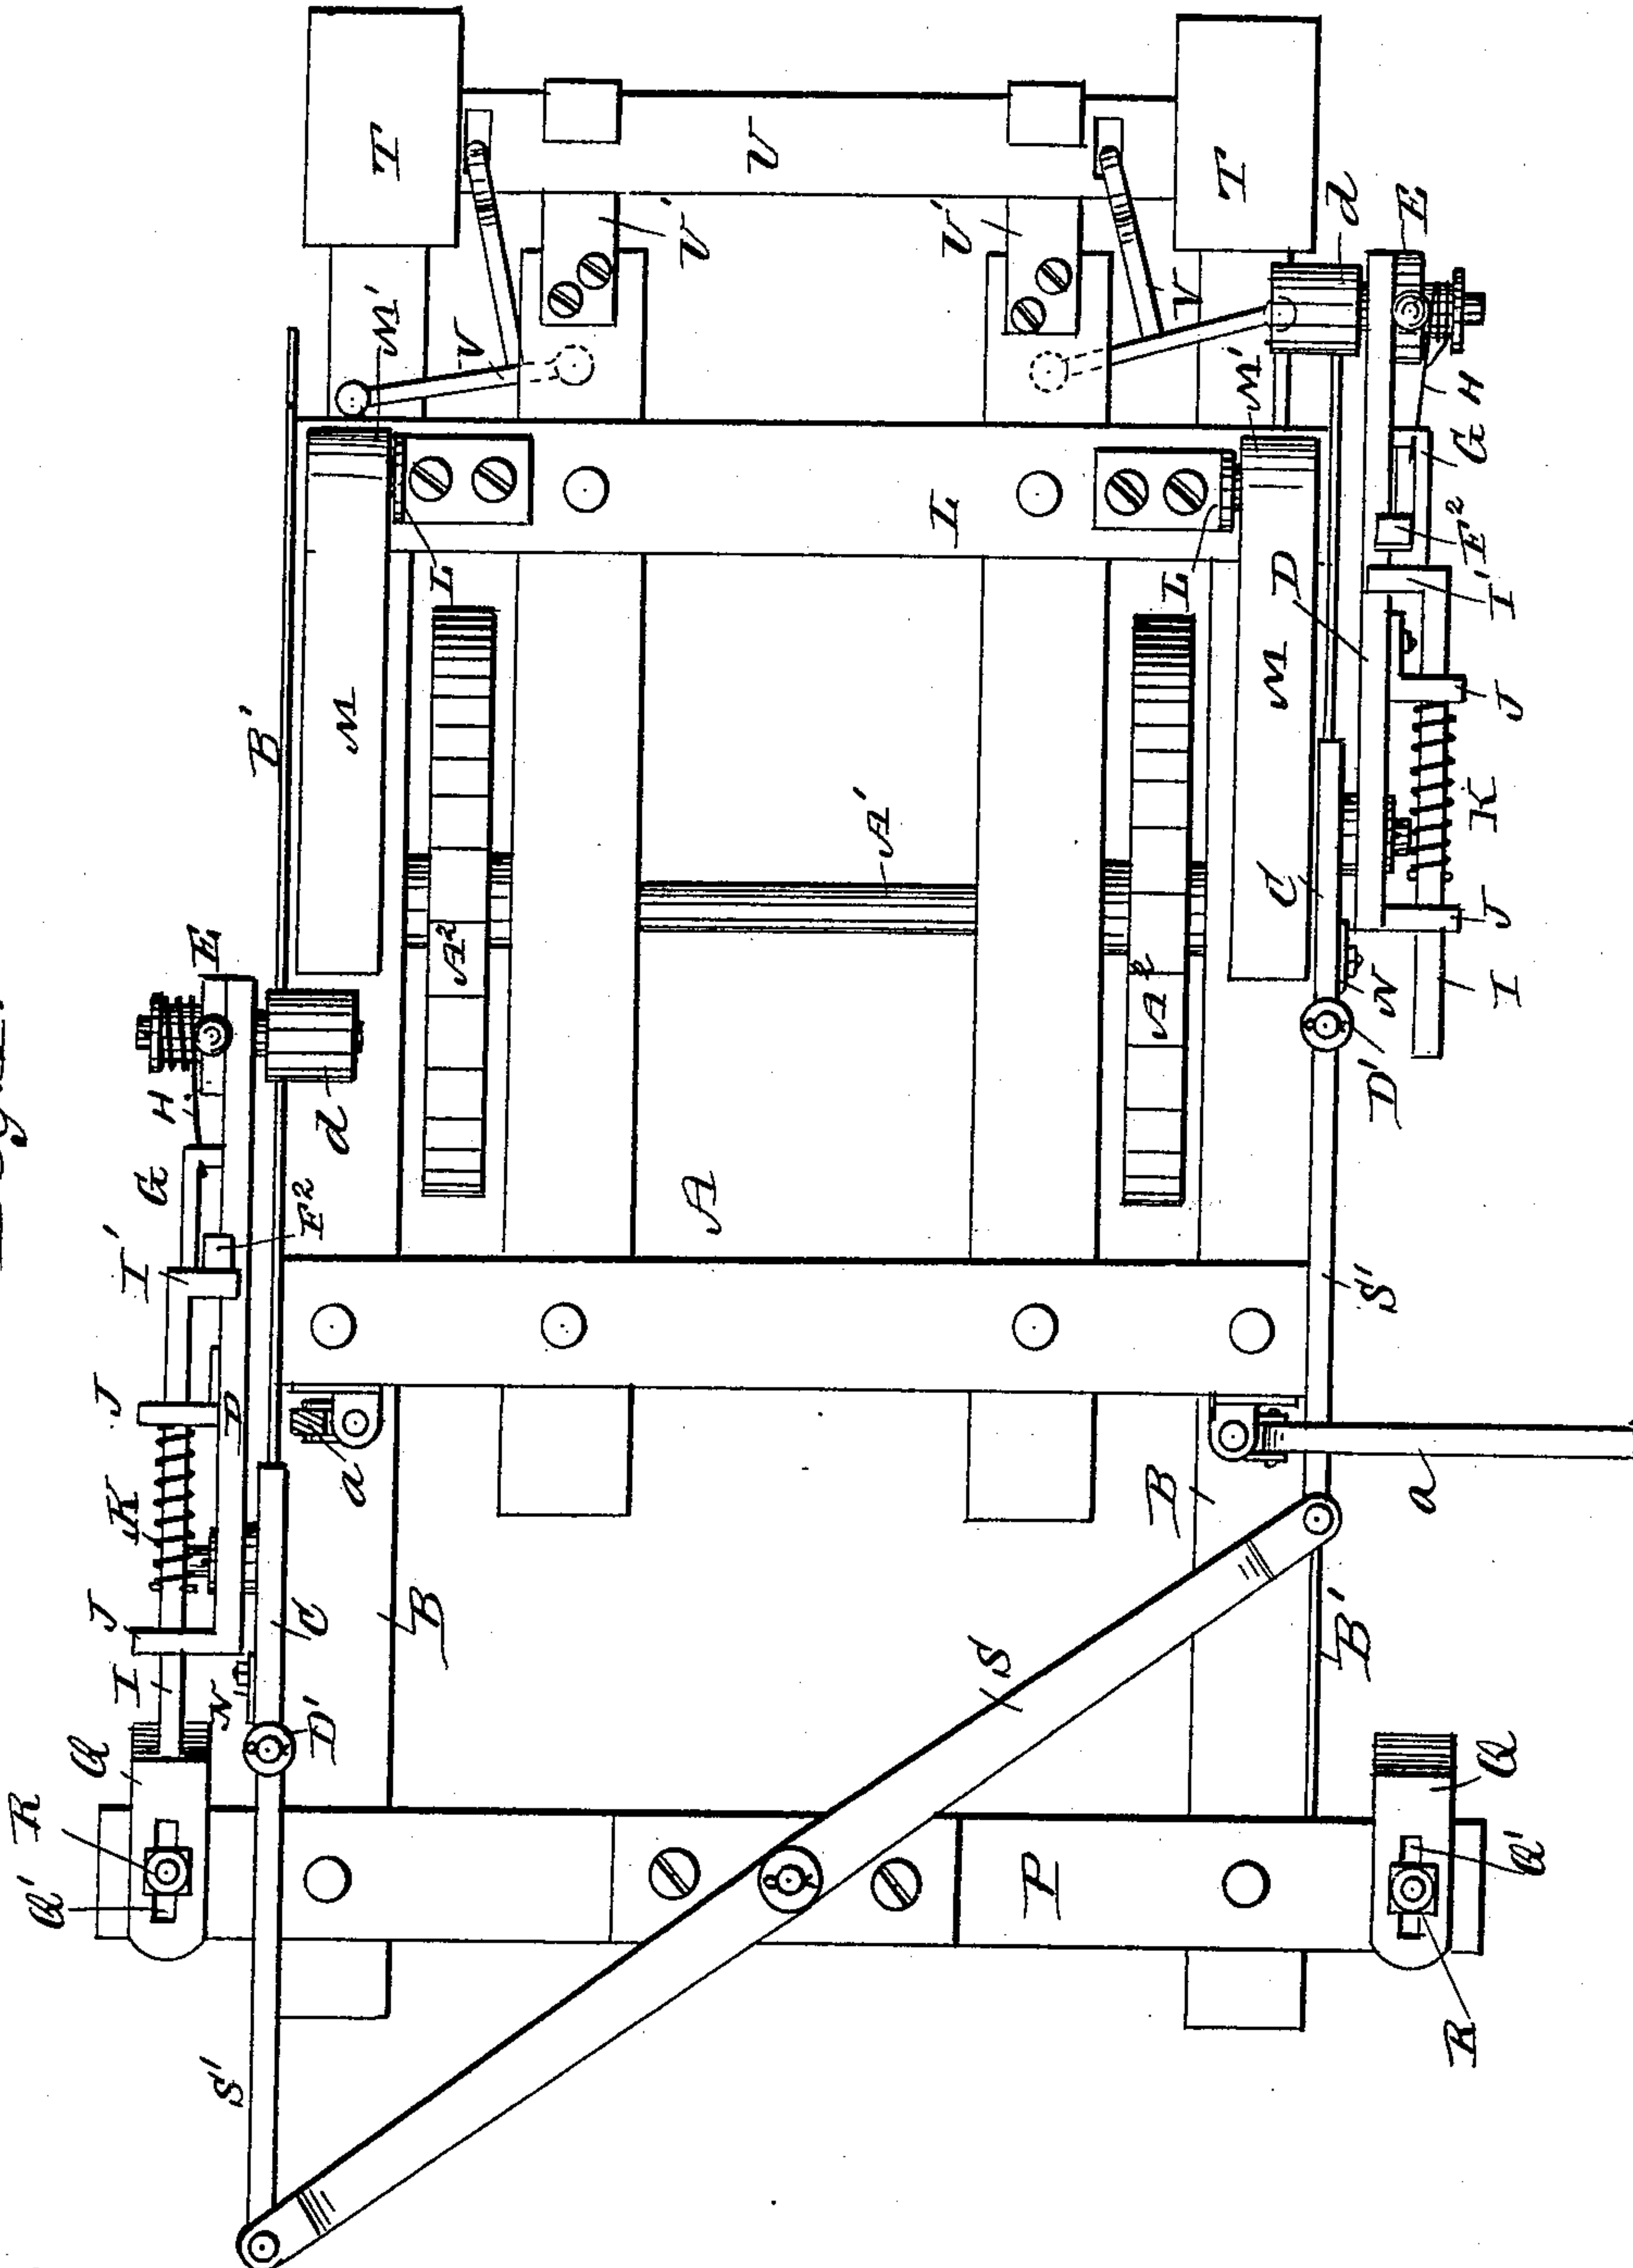 T
U
T
V'
V'
V
V
M'
M'
d
E
H
G
E²
I'
L
L
L
B'
M
M
D
A²
A²
A'
C
J
K
J
I
N
D'
E
H
d
G
E²
I'
A
S'
J
K
D
a
a
J
C
B
B
I
N
D'
S
B'
Q
Q
R
Q'
P
Q'
R
S'